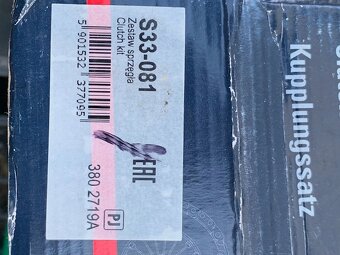 S33-081
Zestaw sprzęgła
Clutch kit
5 901532 377095
EAC
380 2719A
PJ
Kupplungssatz